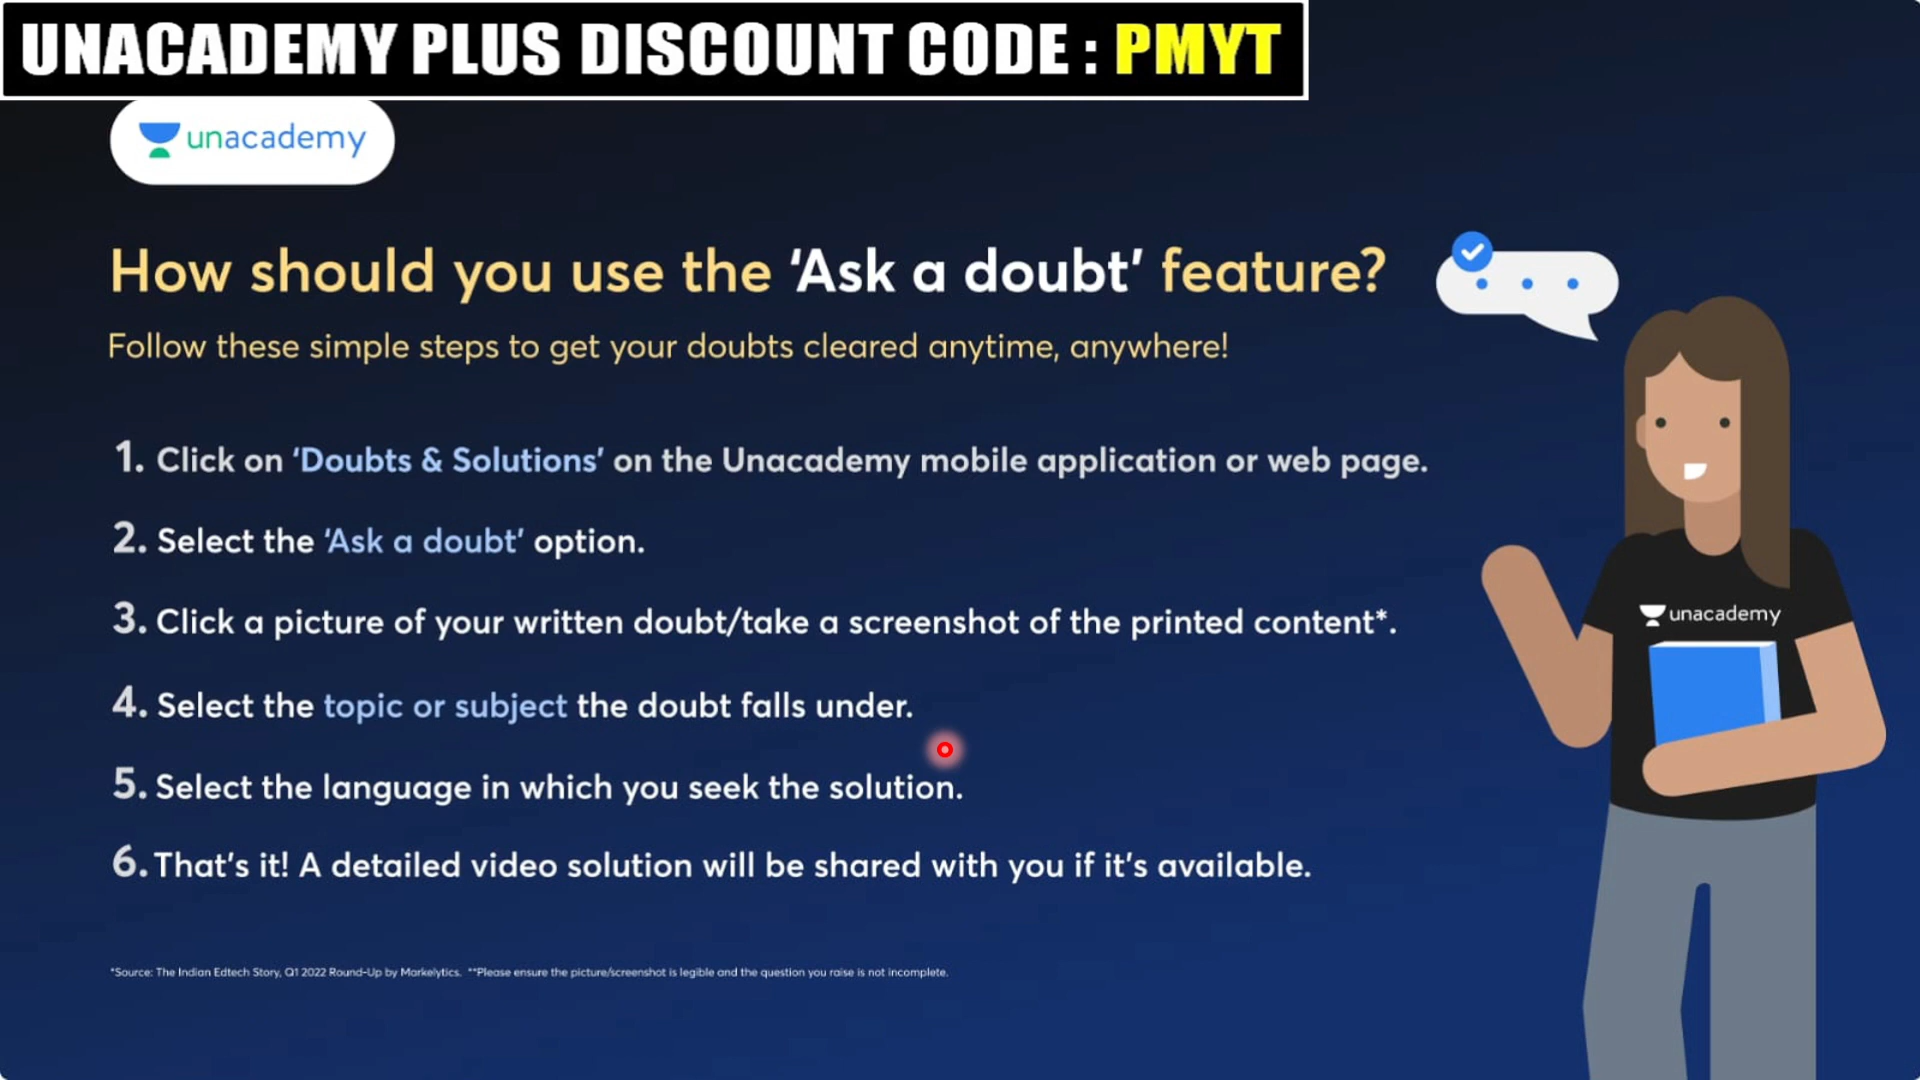 UNACADEMY PLUS DISCOUNT CODE : PMYT
unacademy
How should you use the ‘Ask a doubt’ feature?
Follow these simple steps to get your doubts cleared anytime, anywhere!
1. Click on ‘Doubts & Solutions’ on the Unacademy mobile application or web page.
2. Select the ‘Ask a doubt’ option.
3. Click a picture of your written doubt/take a screenshot of the printed content*.
4. Select the topic or subject the doubt falls under.
5. Select the language in which you seek the solution.
6. That’s it! A detailed video solution will be shared with you if it’s available.
unacademy
*Source: The Indian Edtech Story, Q1 2022 Round-Up by Markelytics. **Please ensure the picture/screenshot is legible and the question you raise is not incomplete.